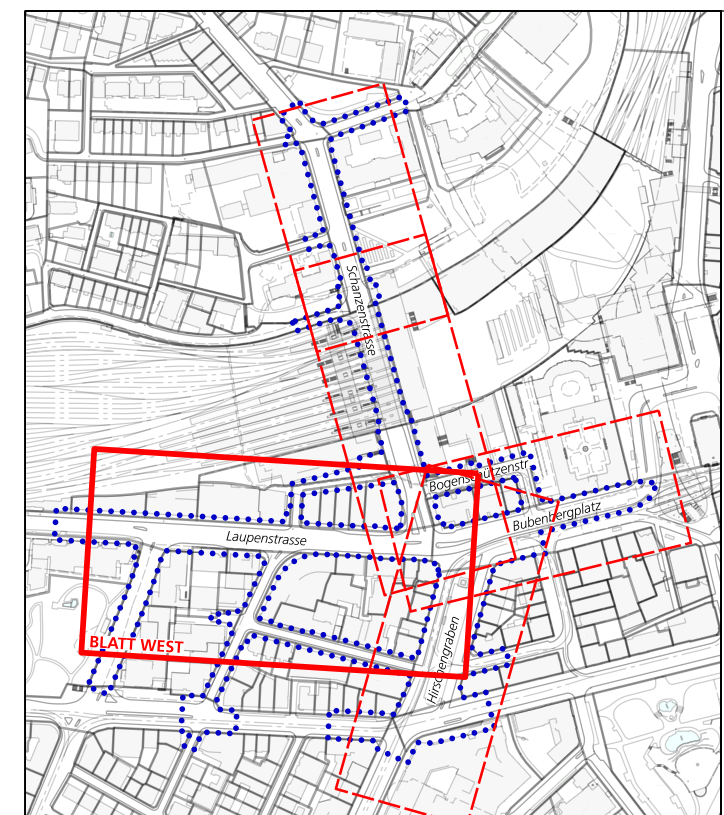 Schanzenstrasse
Bogenschützenstr.
Bubenbergplatz
Laupenstrasse
BLATT WEST
Hirschengraben